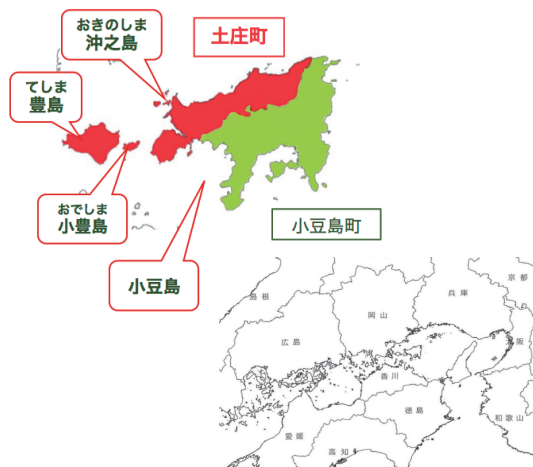 おきのしま
沖之島
土庄町
てしま
豊島
おでしま
小豊島
小豆島町
小豆島
京都
兵庫
島根
岡山
広島
阪
香川
徳島
和歌山
愛媛
高知